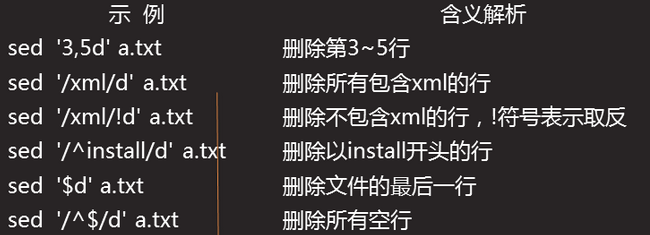 示 例 含义解析
sed '3,5d' a.txt 删除第3~5行
sed '/xml/d' a.txt 删除所有包含xml的行
sed '/xml/!d' a.txt 删除不包含xml的行，!符号表示取反
sed '/^install/d' a.txt 删除以install开头的行
sed '$d' a.txt 删除文件的最后一行
sed '/^$/d' a.txt 删除所有空行